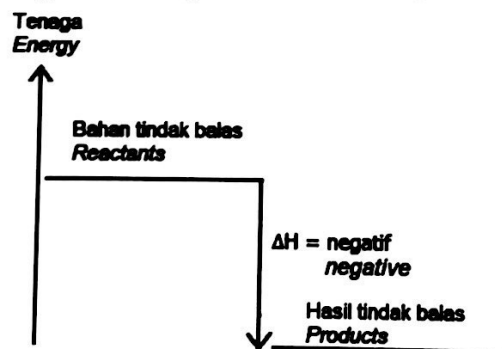 Tenaga
Energy
Bahan tindak balas
Reactants
ΔH = negatif
negative
Hasil tindak balas
Products